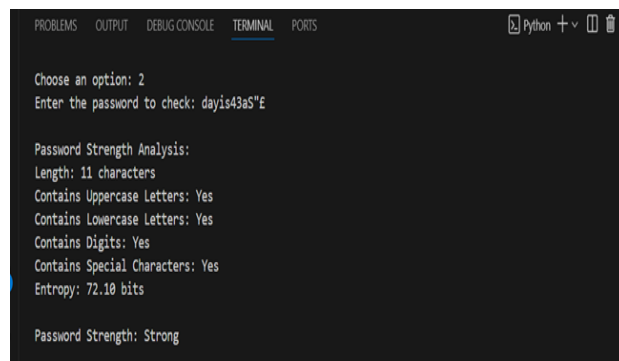 PROBLEMS OUTPUT DEBUG CONSOLE TERMINAL PORTS Python
Choose an option: 2
Enter the password to check: dayis43aS"£
Password Strength Analysis:
Length: 11 characters
Contains Uppercase Letters: Yes
Contains Lowercase Letters: Yes
Contains Digits: Yes
Contains Special Characters: Yes
Entropy: 72.10 bits
Password Strength: Strong